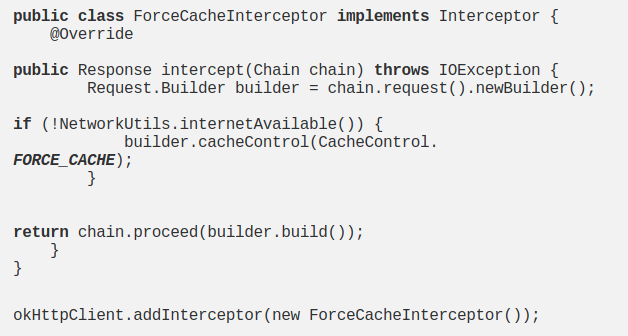 public class ForceCacheInterceptor implements Interceptor {
    @Override
public Response intercept(Chain chain) throws IOException {
        Request.Builder builder = chain.request().newBuilder();
if (!NetworkUtils.internetAvailable()) {
            builder.cacheControl(CacheControl.
FORCE_CACHE);
        }
return chain.proceed(builder.build());
    }
}
okHttpClient.addInterceptor(new ForceCacheInterceptor());